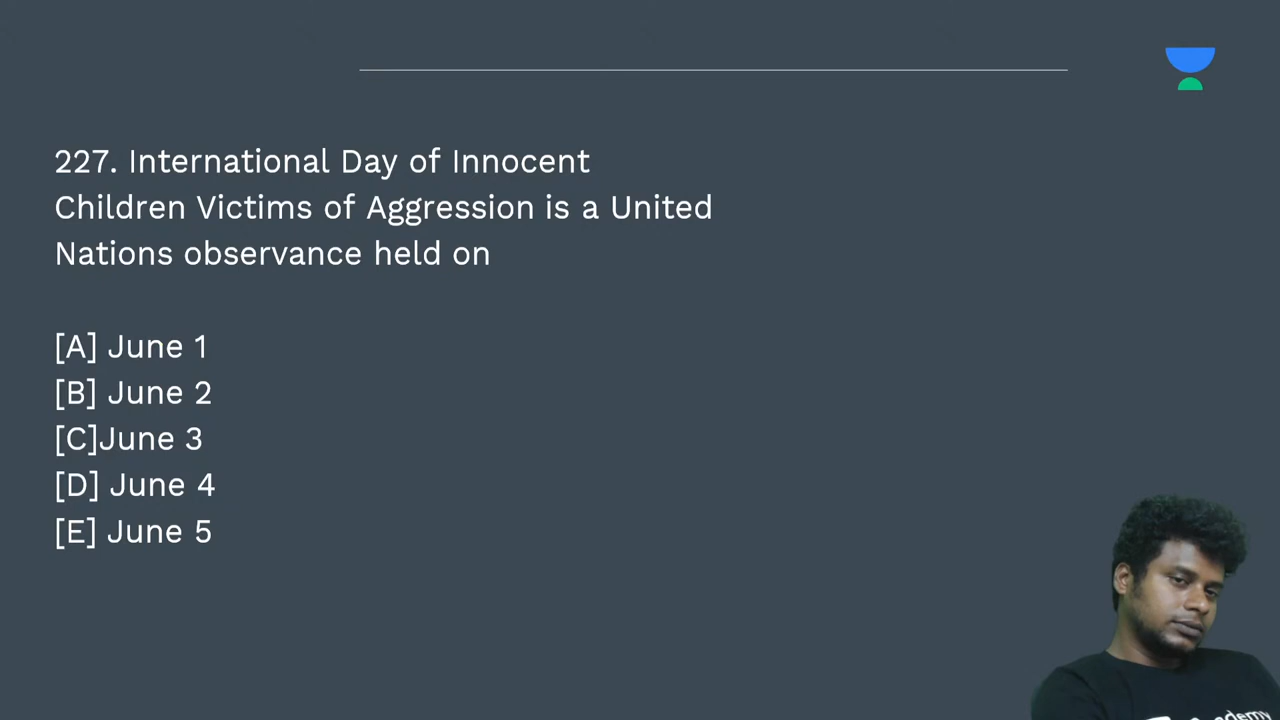 227. International Day of Innocent
Children Victims of Aggression is a United
Nations observance held on
[A] June 1
[B] June 2
[C]June 3
[D] June 4
[E] June 5